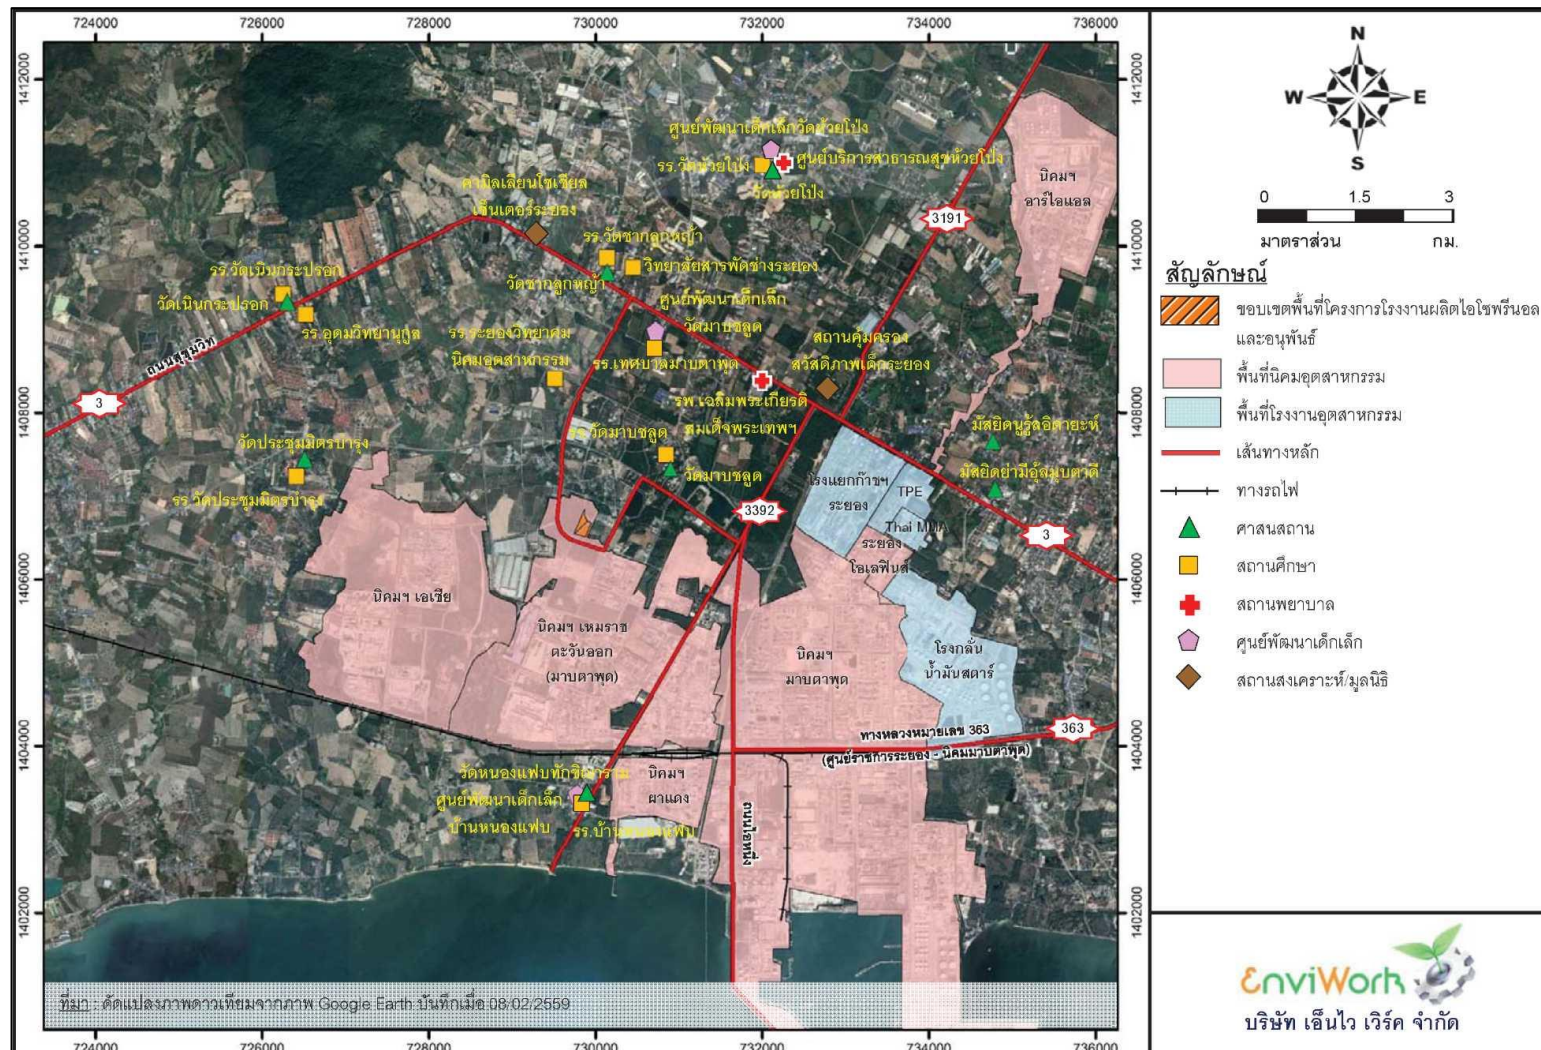 724000
726000
728000
730000
732000
734000
736000
1412000
1410000
1408000
1406000
1404000
1402000
1412000
1410000
1408000
1406000
1404000
1402000
ศูนย์พัฒนาเด็กเล็กวัดห้วยโป่ง
รร.วัดห้วยโป่ง
ศูนย์บริการสาธารณสุขห้วยโป่ง
วัดห้วยโป่ง
คามิลเลียนโซเชียล
เซ็นเตอร์ระยอง
รร.วัดชากลูกหญ้า
วิทยาลัยสารพัดช่างระยอง
วัดชากลูกหญ้า
รร.วัดเนินกระปรอก
วัดเนินกระปรอก
รร.อุดมวิทยานุกูล
ถนนสุขุมวิท
3
รร.ระยองวิทยาคม
นิคมอุตสาหกรรม
ศูนย์พัฒนาเด็กเล็ก
วัดมาบชลูด
รร.เทศบาลมาบตาพุด
สถานคุ้มครอง
สวัสดิภาพเด็กระยอง
รพ.เฉลิมพระเกียรติ
สมเด็จพระเทพฯ
3191
นิคมฯ
อาร์ไอแอล
รร.วัดมาบชลูด
วัดมาบชลูด
วัดประชุมมิตรบำรุง
รร.วัดประชุมมิตรบำรุง
มัสยิดนูรู้ลฮิดายะห์
มัสยิดย่ามีอุ้ลมุบตาดี
3392
โรงแยกก๊าซฯ
ระยอง
TPE
Thai MMA
ระยอง
โอเลฟินส์
3
นิคมฯ เอเซีย
นิคมฯ เหมราช
ตะวันออก
(มาบตาพุด)
นิคมฯ
มาบตาพุด
โรงกลั่น
น้ำมันสตาร์
ทางหลวงหมายเลข 363
(ศูนย์ราชการระยอง - นิคมมาบตาพุด)
363
วัดหนองแฟบทักษิณาราม
ศูนย์พัฒนาเด็กเล็ก
บ้านหนองแฟบ
รร.บ้านหนองแฟบ
นิคมฯ
ผาแดง
ถนนไอหนึ่ง
ที่มา : ดัดแปลงภาพดาวเทียมจากภาพ Google Earth บันทึกเมื่อ 08/02/2559
724000
726000
728000
730000
732000
734000
736000
N
W
E
S
0
1.5
3
มาตราส่วน
กม.
สัญลักษณ์
ขอบเขตพื้นที่โครงการโรงงานผลิตไอโซพรีนอล
และอนุพันธ์
พื้นที่นิคมอุตสาหกรรม
พื้นที่โรงงานอุตสาหกรรม
เส้นทางหลัก
ทางรถไฟ
ศาสนสถาน
สถานศึกษา
สถานพยาบาล
ศูนย์พัฒนาเด็กเล็ก
สถานสงเคราะห์/มูลนิธิ
EnviWork
บริษัท เอ็นไว เวิร์ค จำกัด